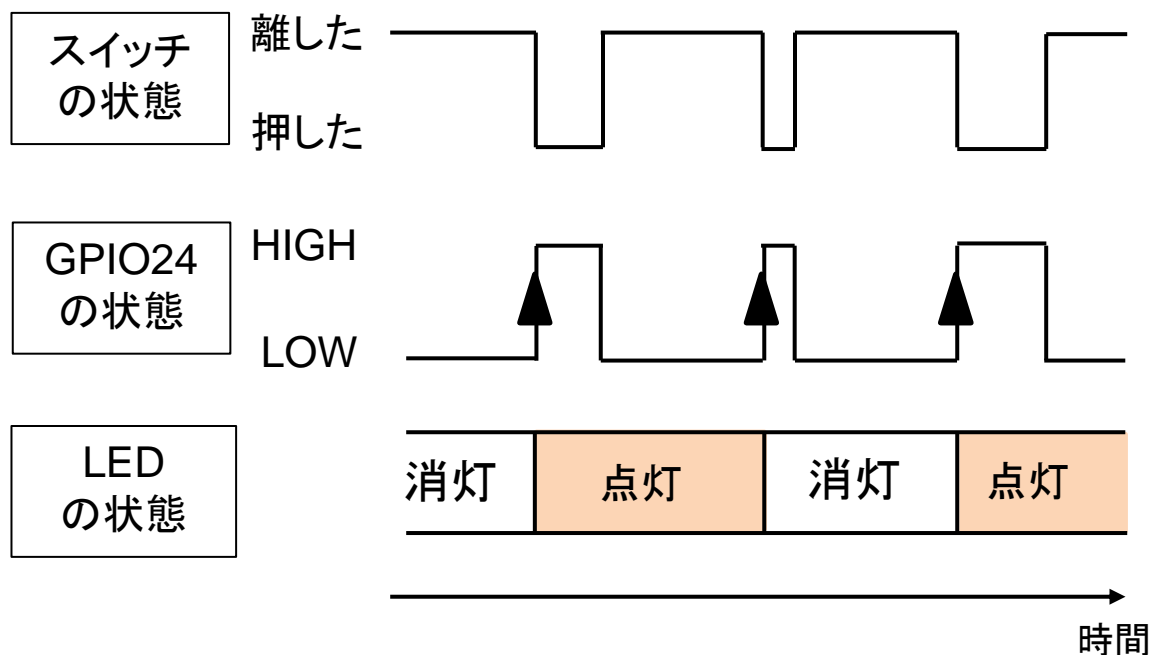 スイッチ
の状態
離した
押した
GPIO24
の状態
HIGH
LOW
LED
の状態
消灯
点灯
消灯
点灯
時間